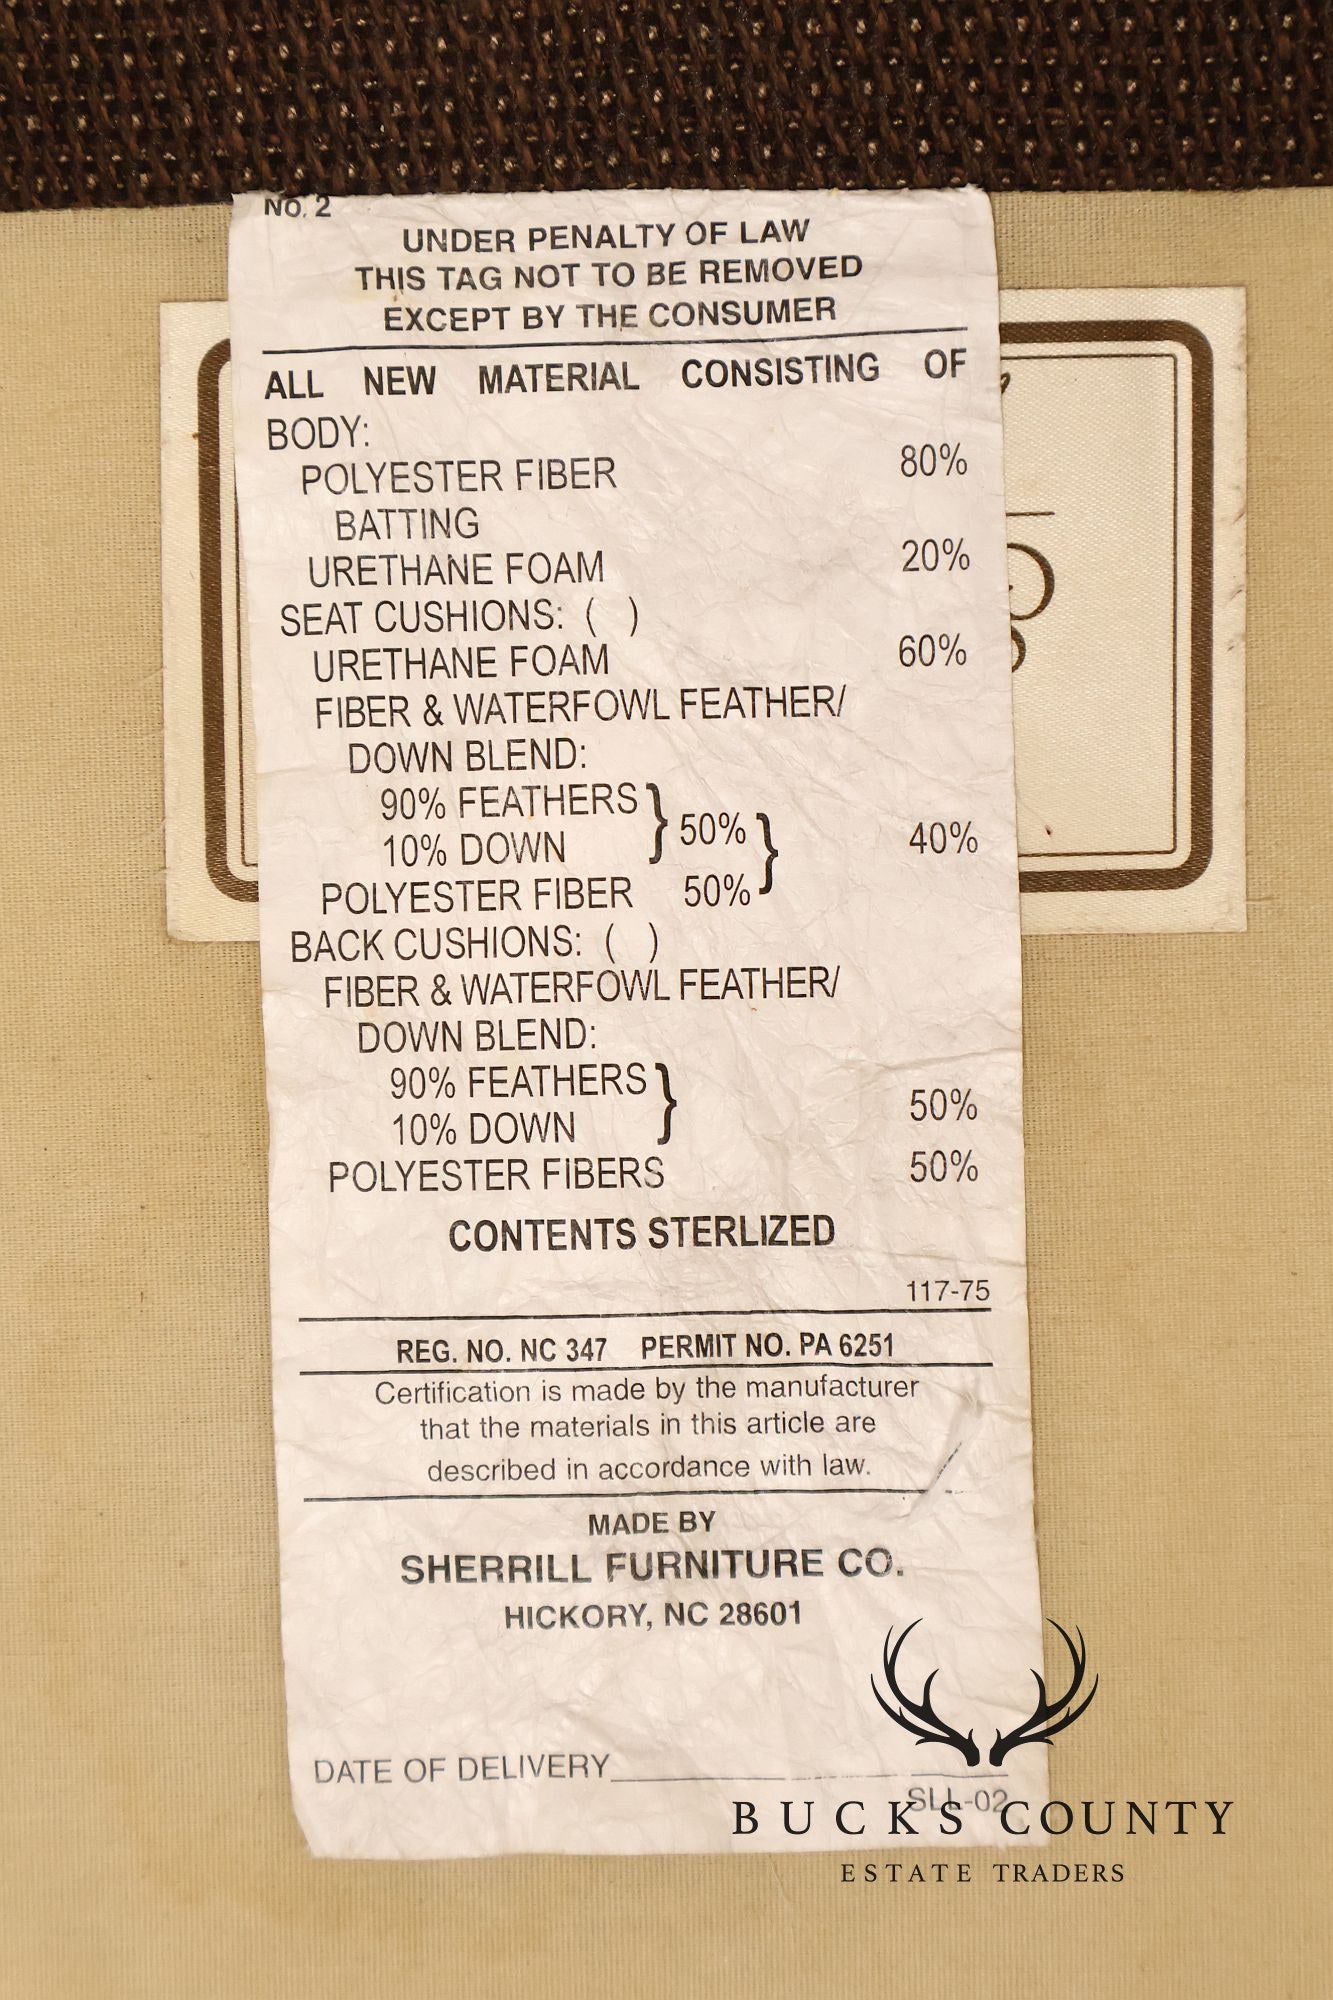 NO. 2
UNDER PENALTY OF LAW
THIS TAG NOT TO BE REMOVED
EXCEPT BY THE CONSUMER
ALL NEW MATERIAL CONSISTING OF
BODY:
POLYESTER FIBER 80%
BATTING
URETHANE FOAM 20%
SEAT CUSHIONS: ( )
URETHANE FOAM 60%
FIBER & WATERFOWL FEATHER/
DOWN BLEND:
90% FEATHERS
10% DOWN } 50% } 40%
POLYESTER FIBER 50%
BACK CUSHIONS: ( )
FIBER & WATERFOWL FEATHER/
DOWN BLEND:
90% FEATHERS
10% DOWN } 50%
POLYESTER FIBERS 50%
CONTENTS STERLIZED
117-75
REG. NO. NC 347 PERMIT NO. PA 6251
Certification is made by the manufacturer
that the materials in this article are
described in accordance with law.
MADE BY
SHERRILL FURNITURE CO.
HICKORY, NC 28601
DATE OF DELIVERY
SLL-02
BUCKS COUNTY
ESTATE TRADERS